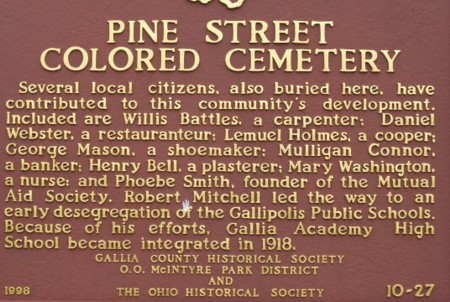 PINE STREET
COLORED CEMETERY
Several local citizens, also buried here, have
contributed to this community's development.
Included are Willis Battles, a carpenter; Daniel
Webster, a restauranteur; Lemuel Holmes, a cooper;
George Mason, a shoemaker; Mulligan Connor,
a banker; Henry Bell, a plasterer; Mary Washington,
a nurse; and Phoebe Smith, founder of the Mutual
Aid Society. Robert Mitchell led the way to an
early desegregation of the Gallipolis Public Schools.
Because of his efforts, Gallia Academy High
School became integrated in 1918.
GALLIA COUNTY HISTORICAL SOCIETY
O.O. McINTYRE PARK DISTRICT
AND
1998 THE OHIO HISTORICAL SOCIETY 10-27